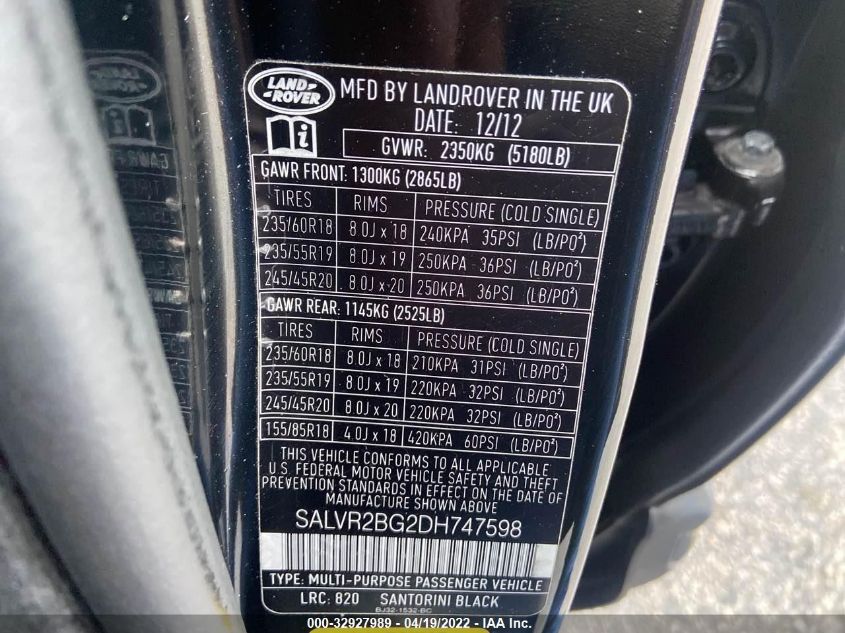 LAND-
ROVER
MFD BY LANDROVER IN THE UK
DATE: 12/12
GVWR: 2350KG (5180LB)
GAWR FRONT: 1300KG (2865LB)
TIRES RIMS PRESSURE (COLD SINGLE)
235/60R18 8.0J x 18 240KPA 35PSI (LB/PO²)
235/55R19 8.0J x 19 250KPA 36PSI (LB/PO²)
245/45R20 8.0J x 20 250KPA 36PSI (LB/PO²)
GAWR REAR: 1145KG (2525LB)
TIRES RIMS PRESSURE (COLD SINGLE)
235/60R18 8.0J x 18 210KPA 31PSI (LB/PO²)
235/55R19 8.0J x 19 220KPA 32PSI (LB/PO²)
245/45R20 8.0J x 20 220KPA 32PSI (LB/PO²)
155/85R18 4.0J x 18 420KPA 60PSI (LB/PO²)
THIS VEHICLE CONFORMS TO ALL APPLICABLE
U.S. FEDERAL MOTOR VEHICLE SAFETY AND THEFT
PREVENTION STANDARDS IN EFFECT ON THE DATE OF
MANUFACTURE SHOWN ABOVE
SALVR2BG2DH747598
TYPE: MULTI-PURPOSE PASSENGER VEHICLE
LRC: 820 SANTORINI BLACK
BJ32-1532-BC
000-32927989 - 04/19/2022 - IAA Inc.